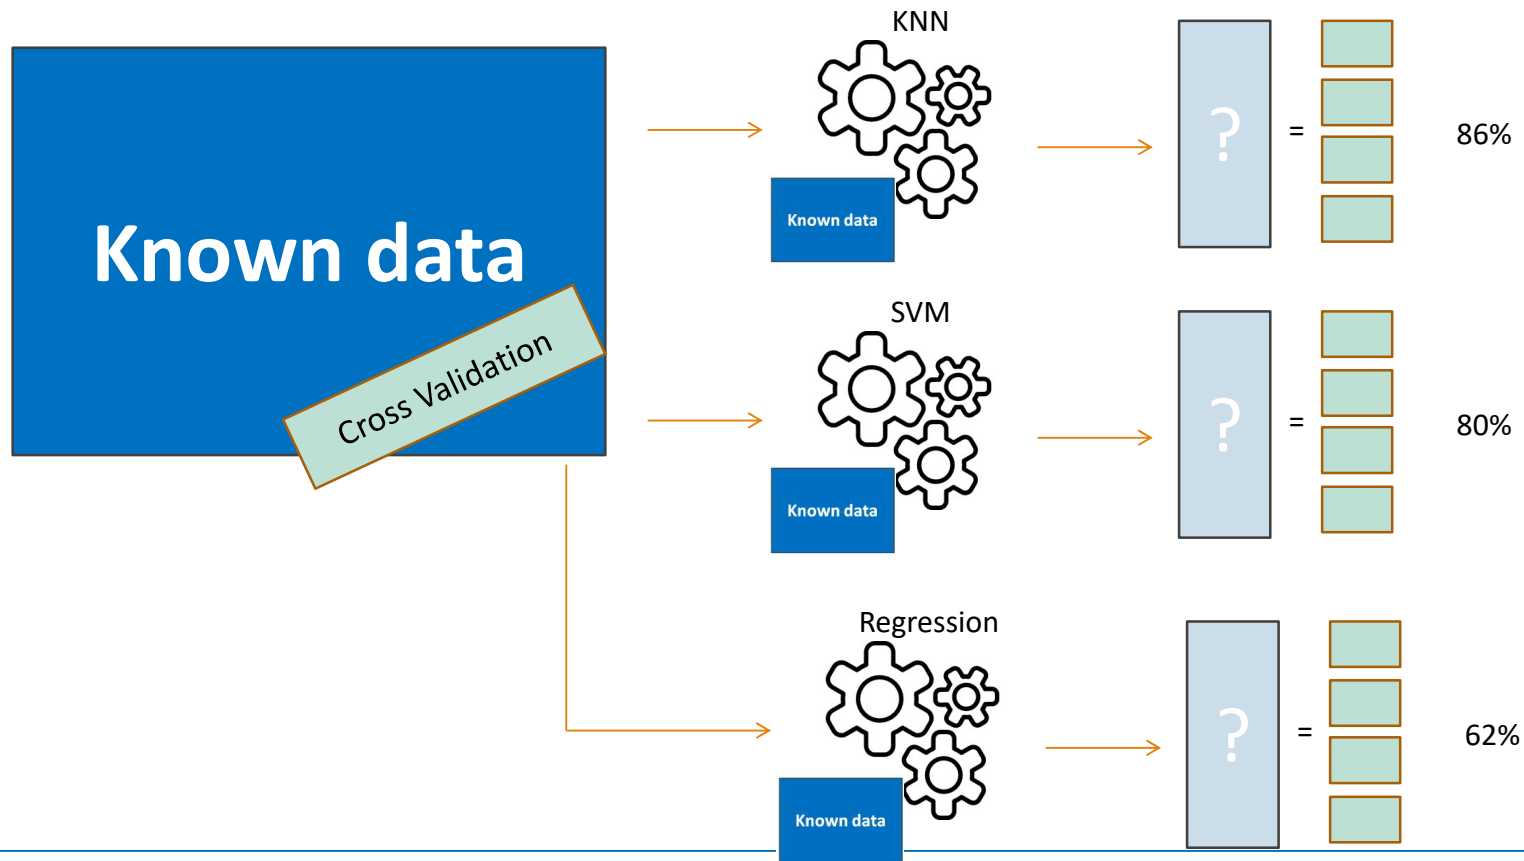 Known data
Cross Validation
KNN
Known data
?
=
86%
SVM
Known data
?
=
80%
Regression
Known data
?
=
62%